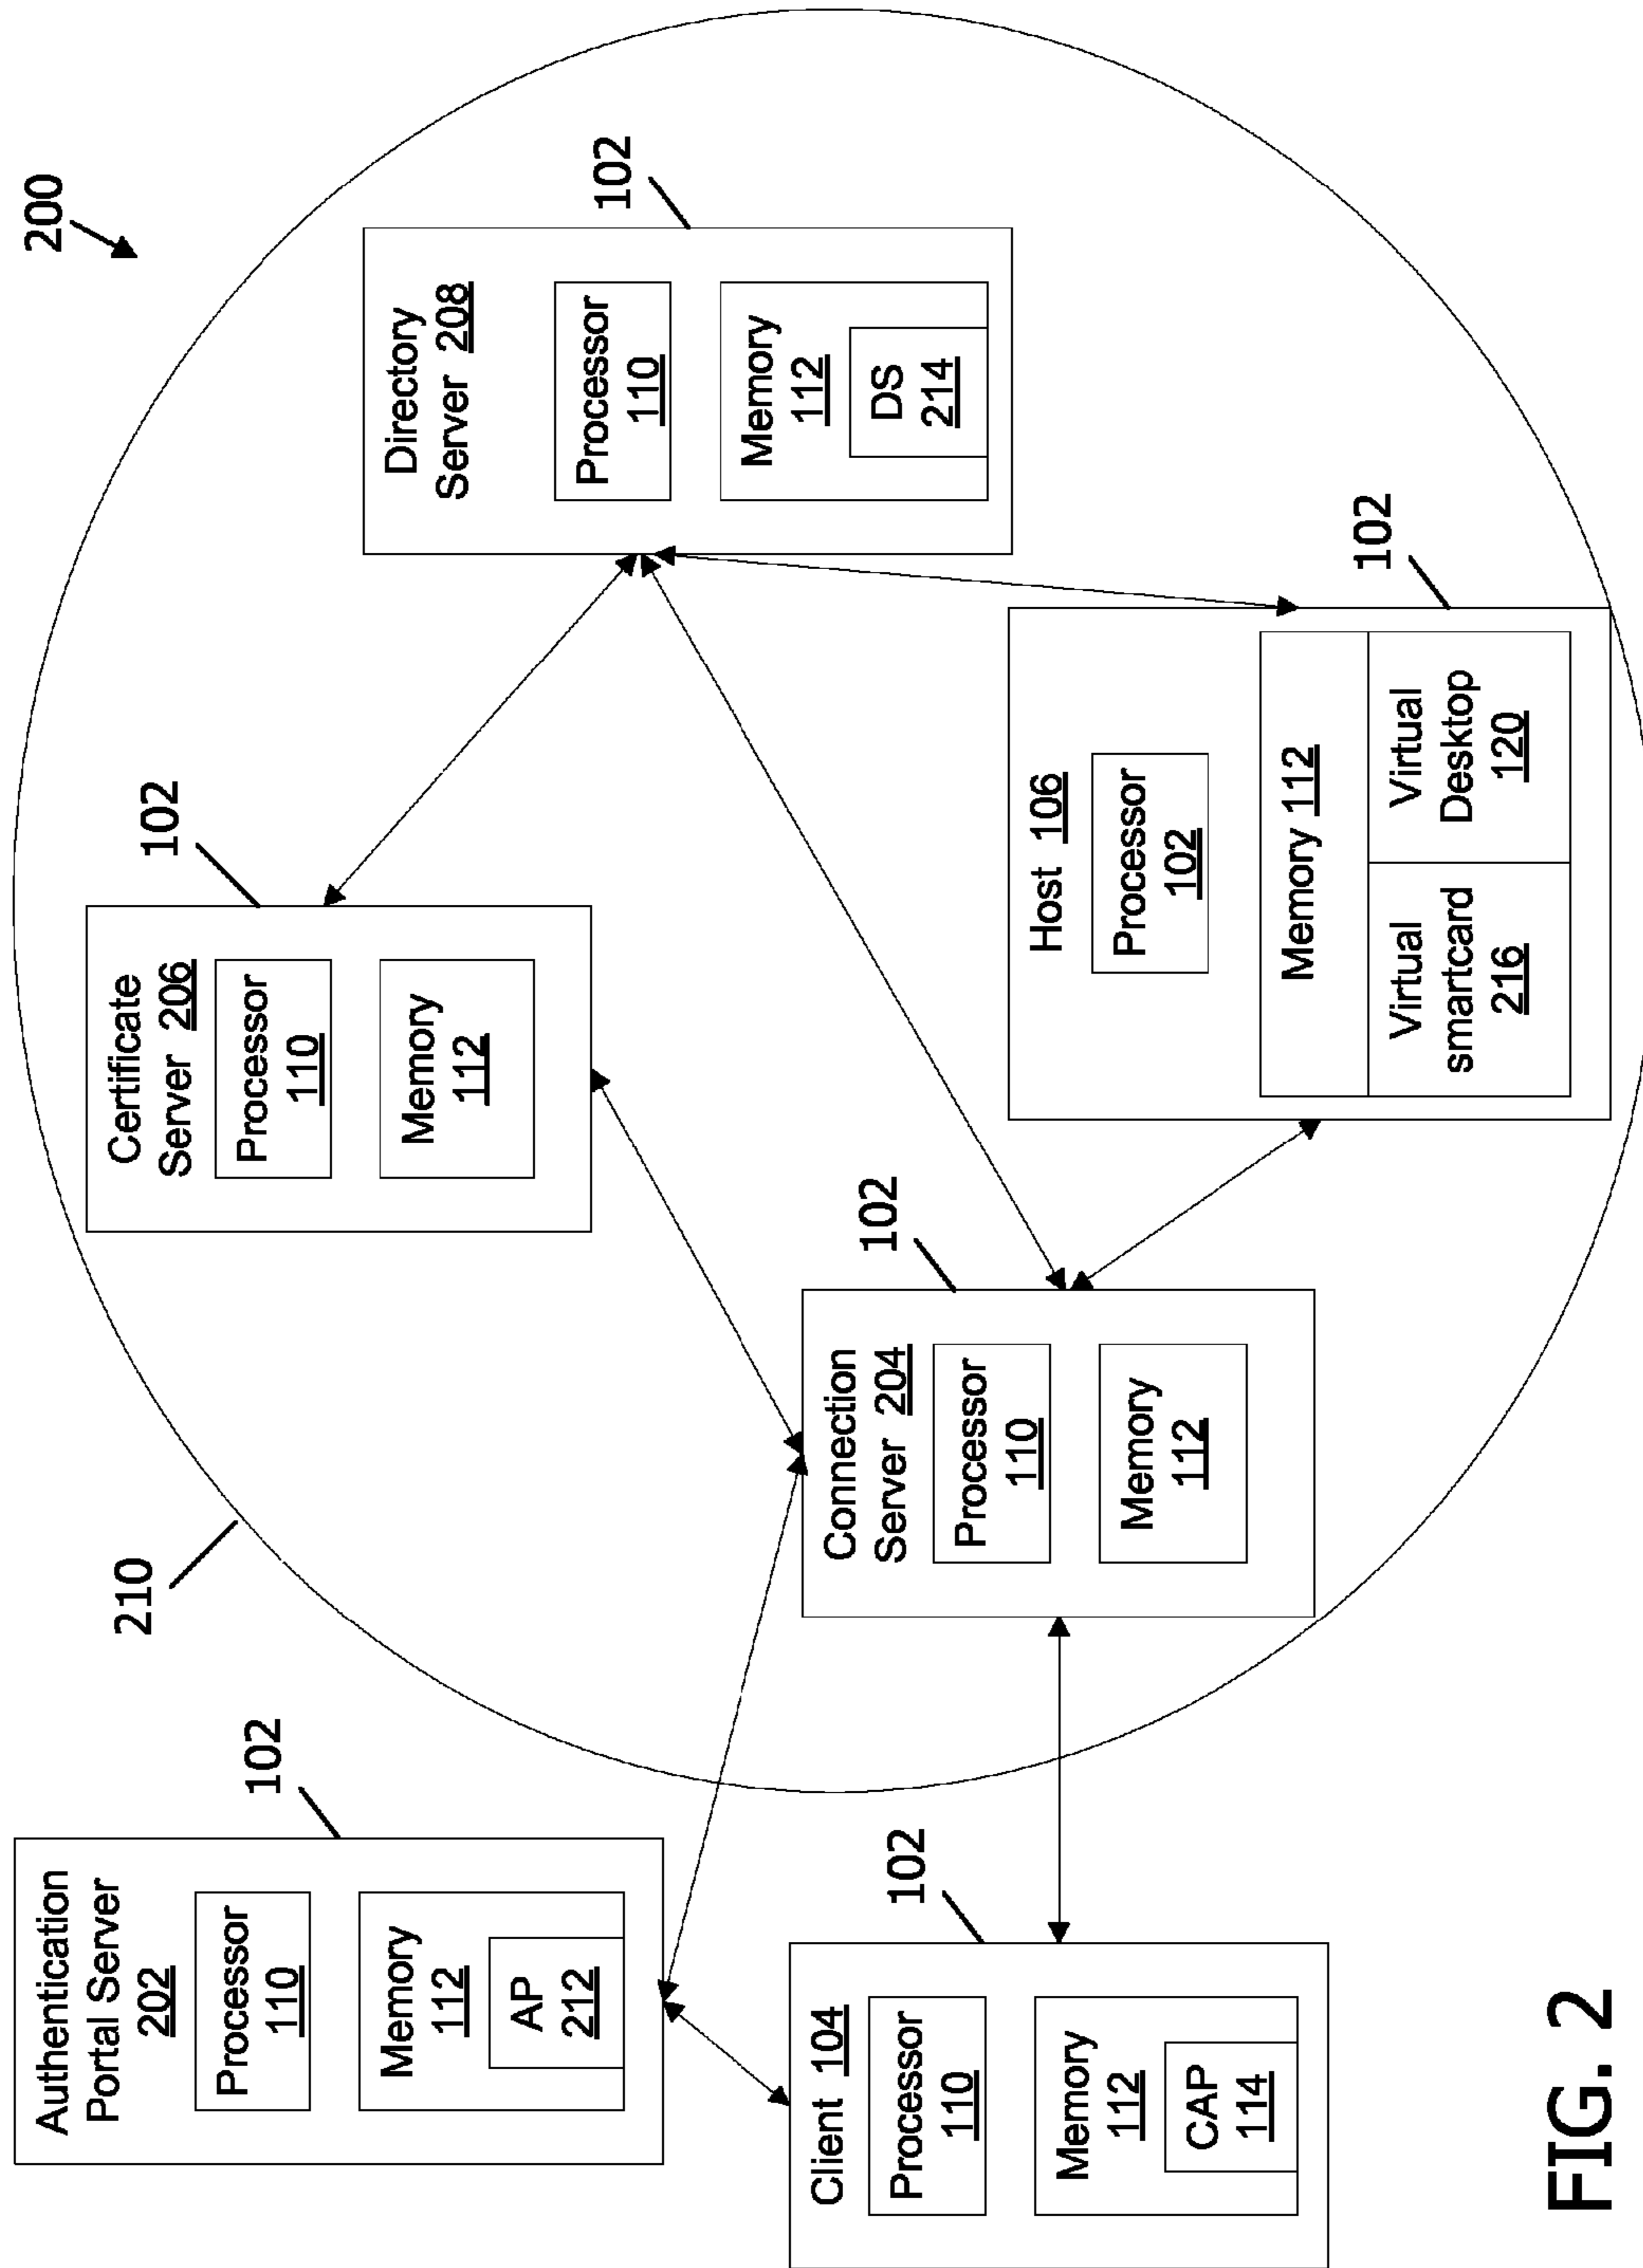 200
210
Authentication
Portal Server
202
Processor
110
Memory
112
AP
212
102
Client 104
Processor
110
Memory
112
CAP
114
102
Connection
Server 204
Processor
110
Memory
112
102
Certificate
Server 206
Processor
110
Memory
112
102
Directory
Server 208
Processor
110
Memory
112
DS
214
102
Host 106
Processor
102
Memory 112
Virtual
smartcard
216
Virtual
Desktop
120
102
FIG. 2